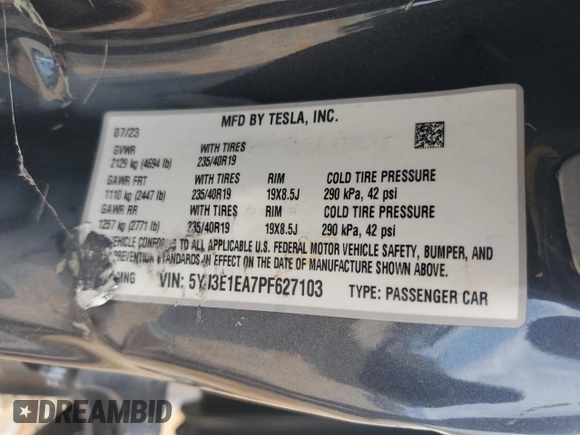 MFD BY TESLA, INC.
07/23
GVWR WITH TIRES
2129 kg (4694 lb) 235/40R19
GAWR FRT WITH TIRES RIM COLD TIRE PRESSURE
1110 kg (2447 lb) 235/40R19 19X8.5J 290 kPa, 42 psi
GAWR RR WITH TIRES RIM COLD TIRE PRESSURE
1257 kg (2771 lb) 235/40R19 19X8.5J 290 kPa, 42 psi
VEHICLE CONFORMS TO ALL APPLICABLE U.S. FEDERAL MOTOR VEHICLE SAFETY, BUMPER, AND
STANDARDS IN EFFECT ON THE DATE OF MANUFACTURE SHOWN ABOVE.
VIN: 5YJ3E1EA7PF627103 TYPE: PASSENGER CAR
DREAMBID